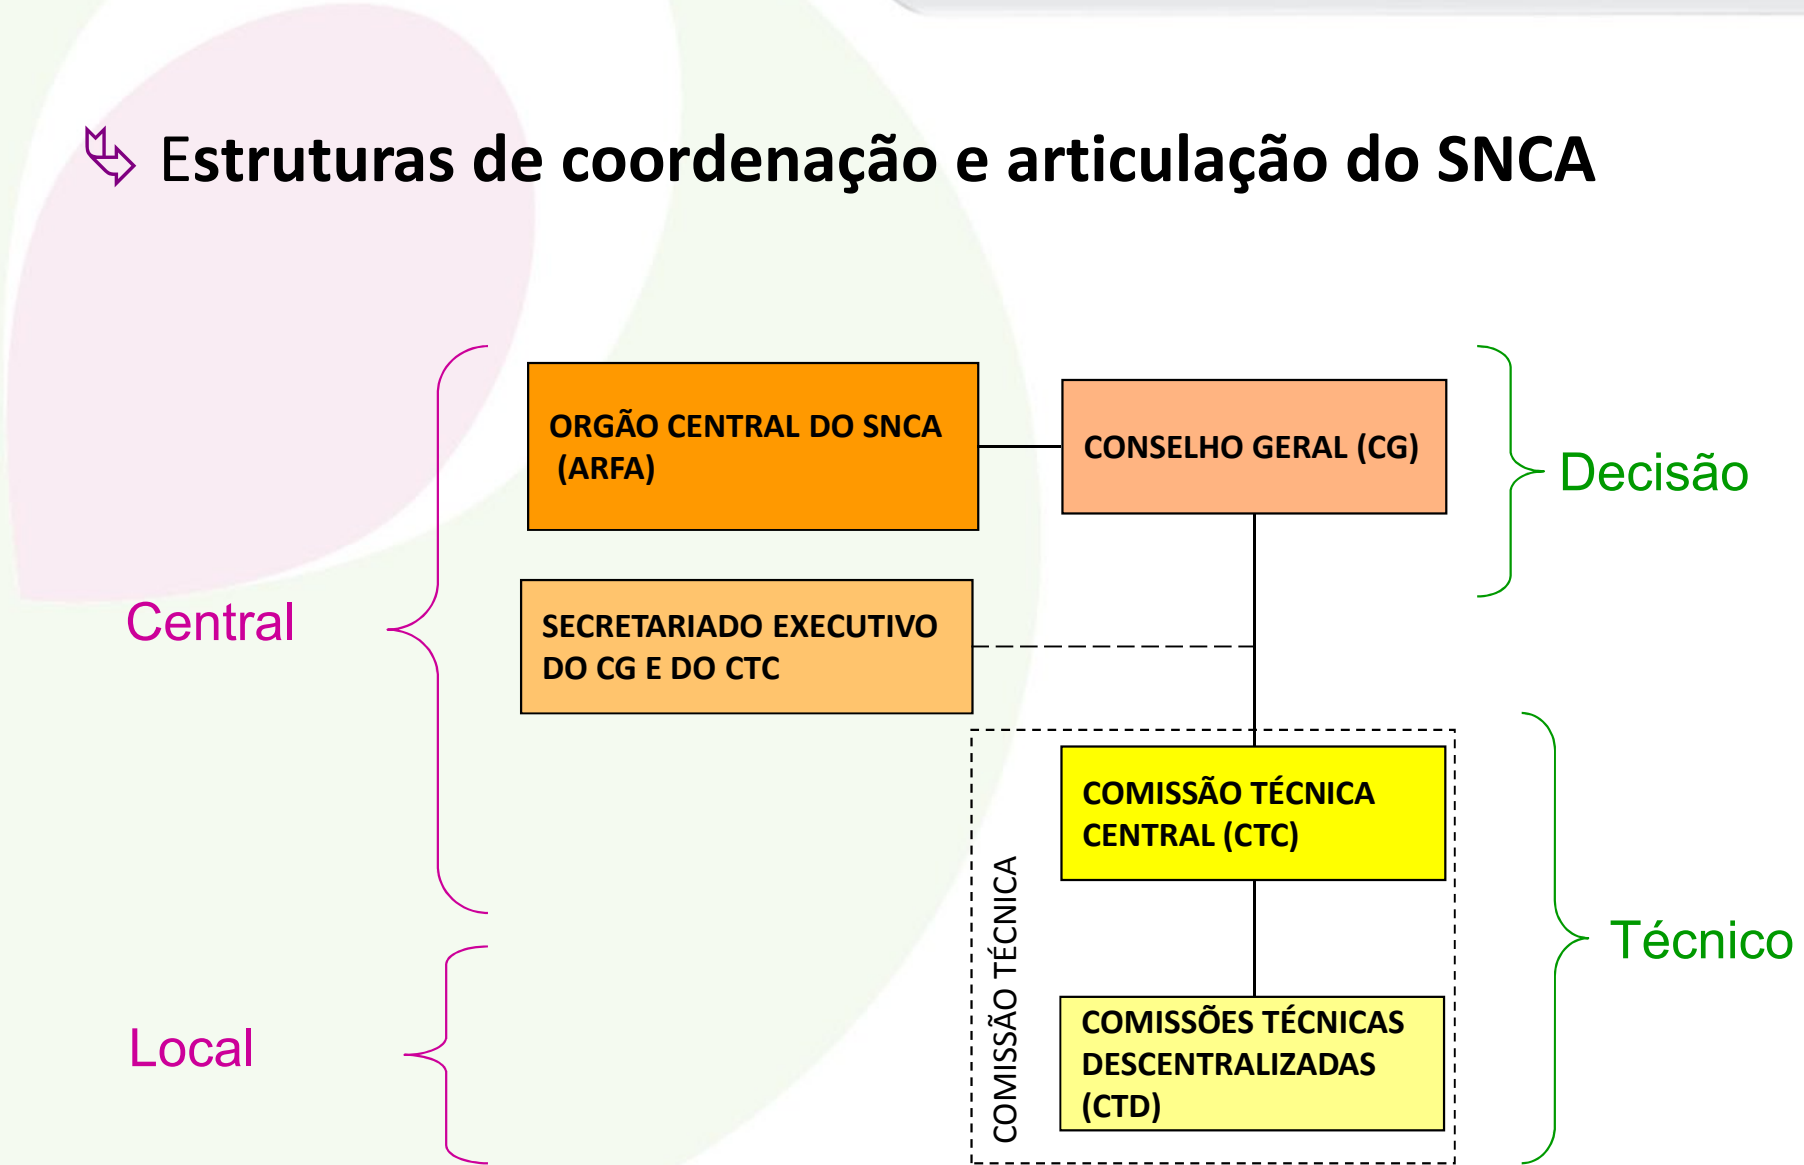 Estruturas de coordenação e articulação do SNCA
ORGÃO CENTRAL DO SNCA
(ARFA)
CONSELHO GERAL (CG)
Decisão
Central
SECRETARIADO EXECUTIVO
DO CG E DO CTC
COMISSÃO TÉCNICA
CENTRAL (CTC)
COMISSÃO TÉCNICA
Técnico
Local
COMISSÕES TÉCNICAS
DESCENTRALIZADAS
(CTD)